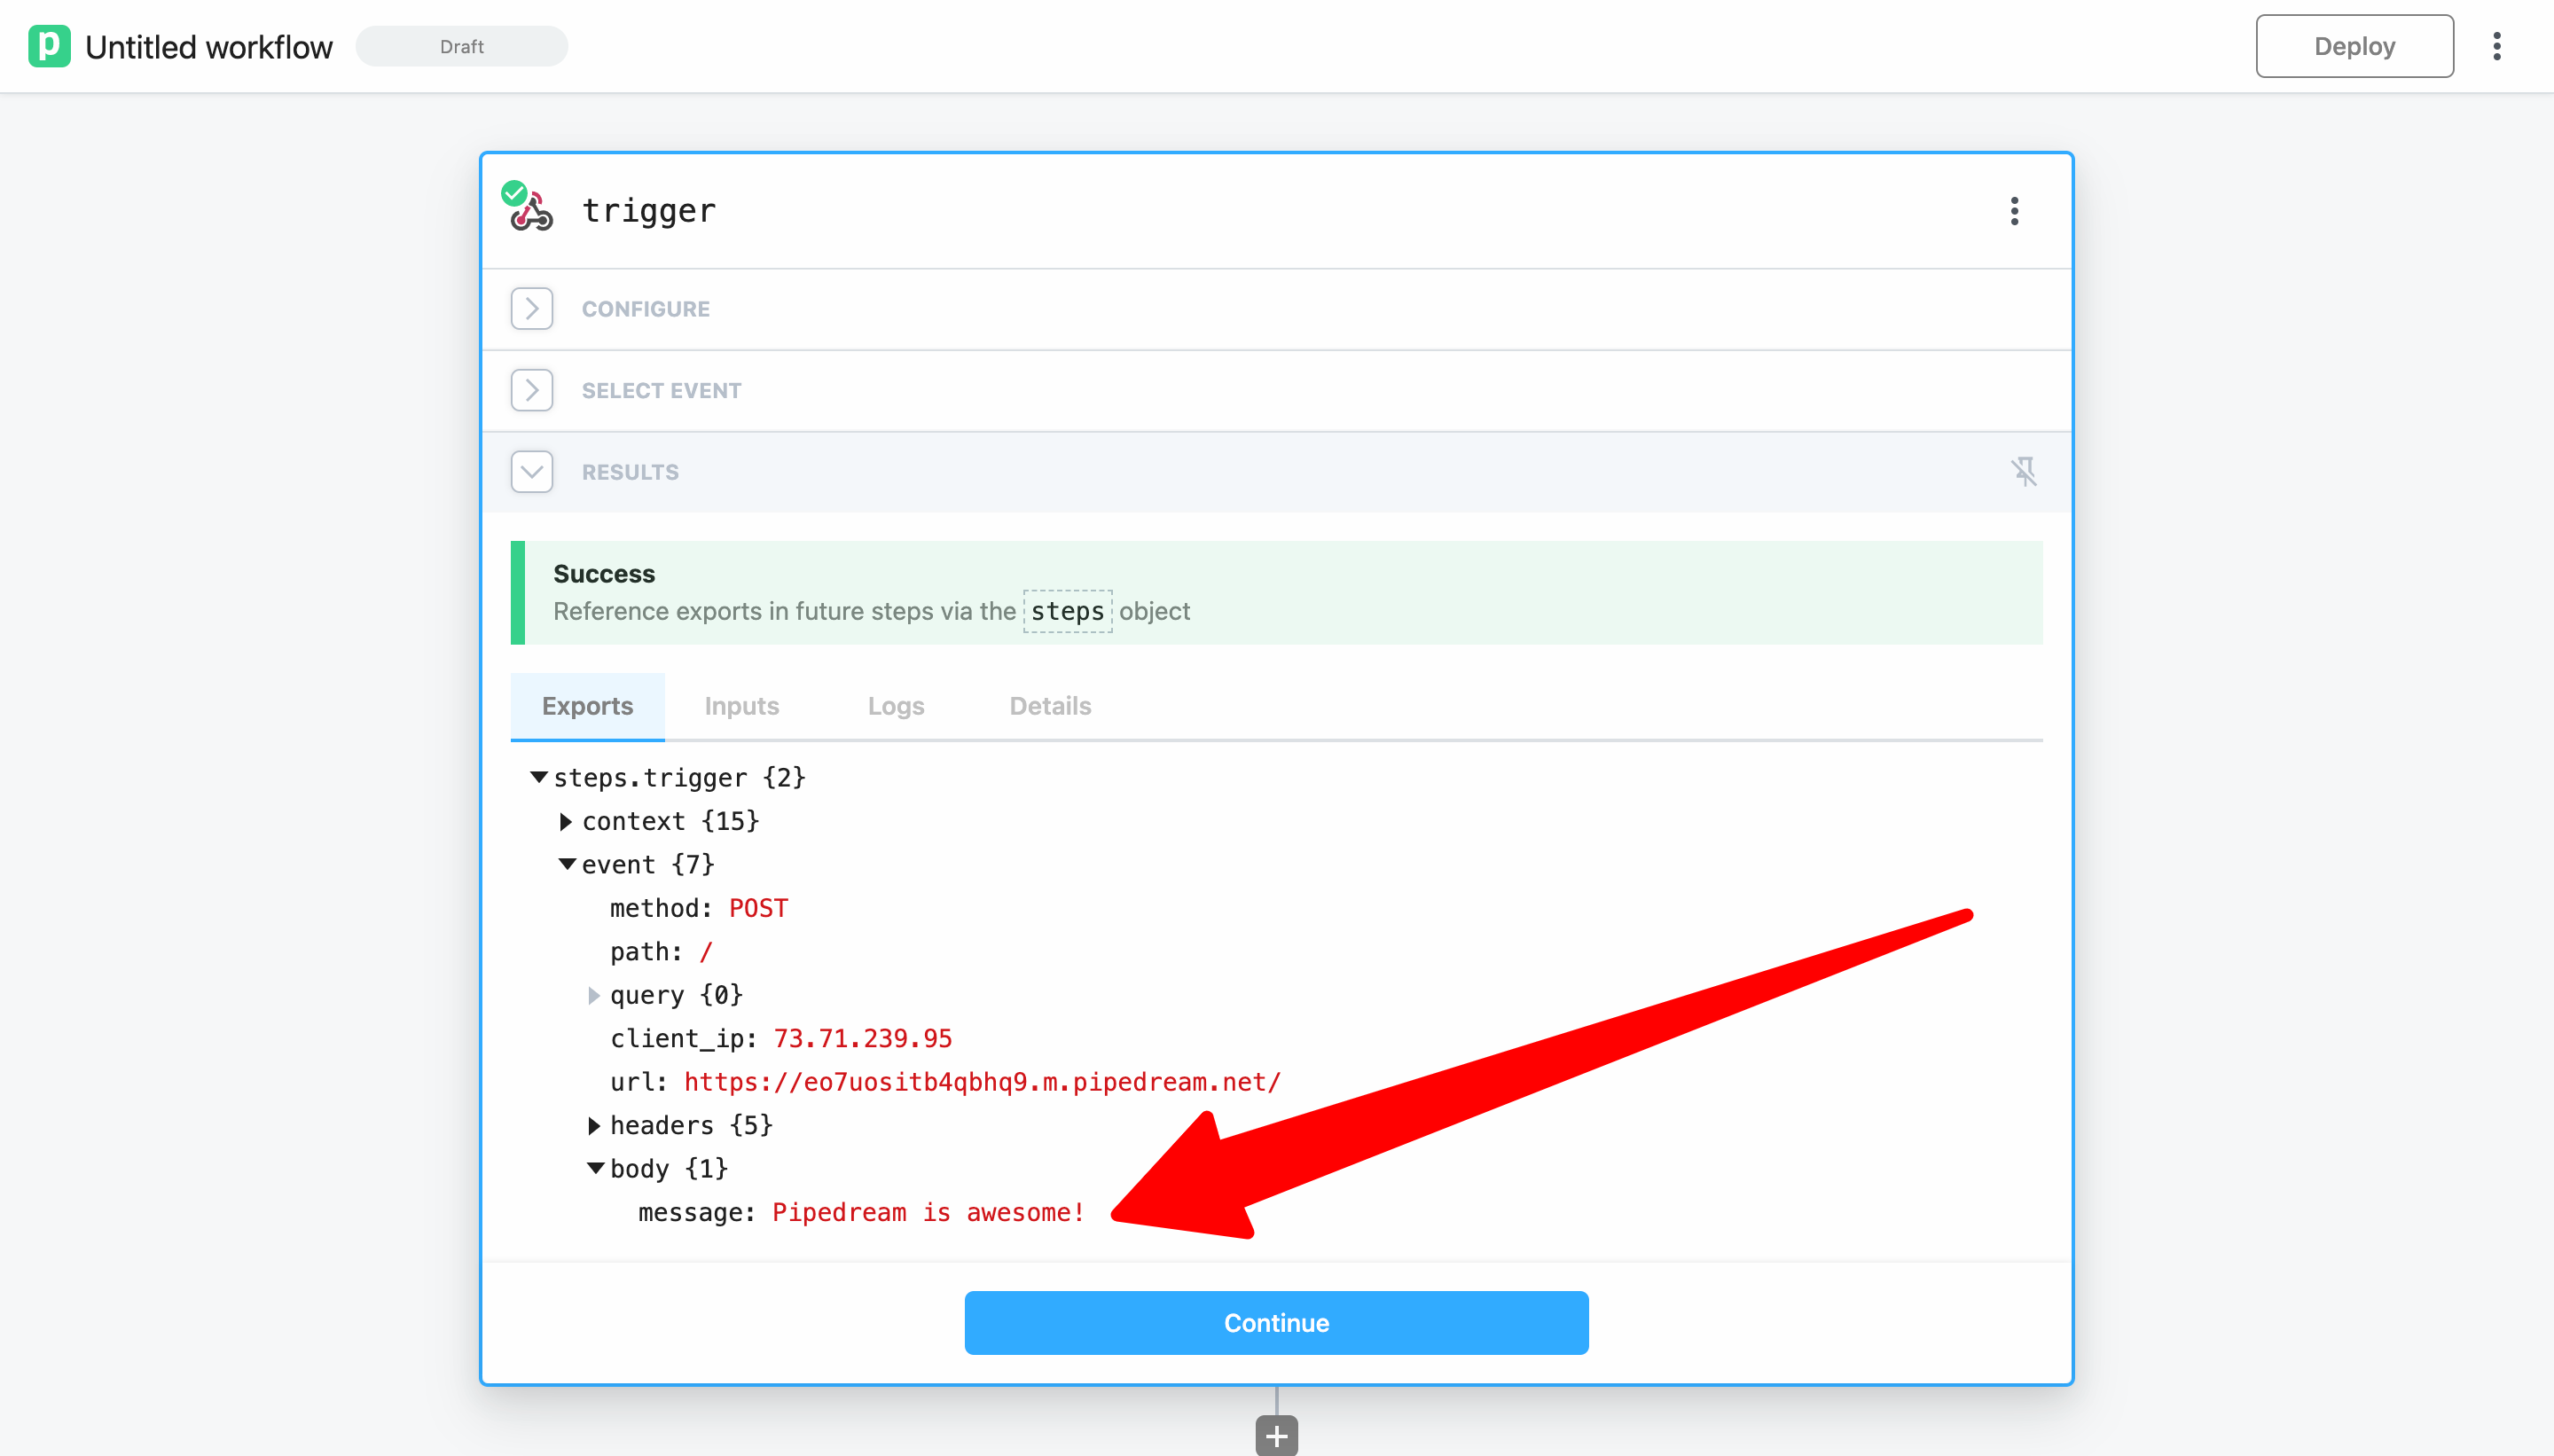 p Untitled workflow Draft Deploy
trigger
CONFIGURE
SELECT EVENT
RESULTS
Success
Reference exports in future steps via the steps object
Exports Inputs Logs Details
steps.trigger {2}
context {15}
event {7}
method: POST
path: /
query {0}
client_ip: 73.71.239.95
url: https://eo7uositb4qbhq9.m.pipedream.net/
headers {5}
body {1}
message: Pipedream is awesome!
Continue